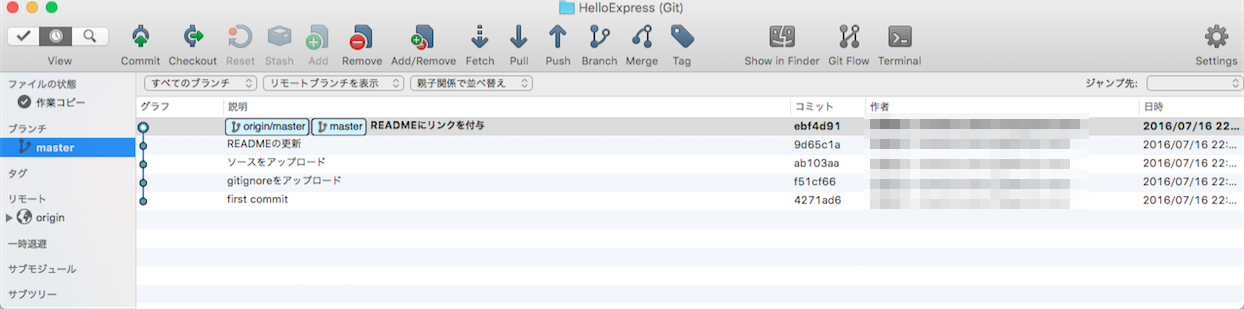 HelloExpress (Git)
View Commit Checkout Reset Stash Add Remove Add/Remove Fetch Pull Push Branch Merge Tag Show in Finder Git Flow Terminal Settings
ファイルの状態 すべてのブランチ リモートブランチを表示 親子関係で並べ替え ジャンプ先:
作業コピー
グラフ 説明 コミット 作者 日時
ブランチ
origin/master master READMEにリンクを付与 ebf4d91 2016/07/16 22...
master
READMEの更新 9d65c1a 2016/07/16 22:...
ソースをアップロード ab103aa 2016/07/16 22:...
タグ
gitignoreをアップロード f51cf66 2016/07/16 22:...
リモート
first commit 4271ad6 2016/07/16 22:...
origin
一時退避
サブモジュール
サブツリー